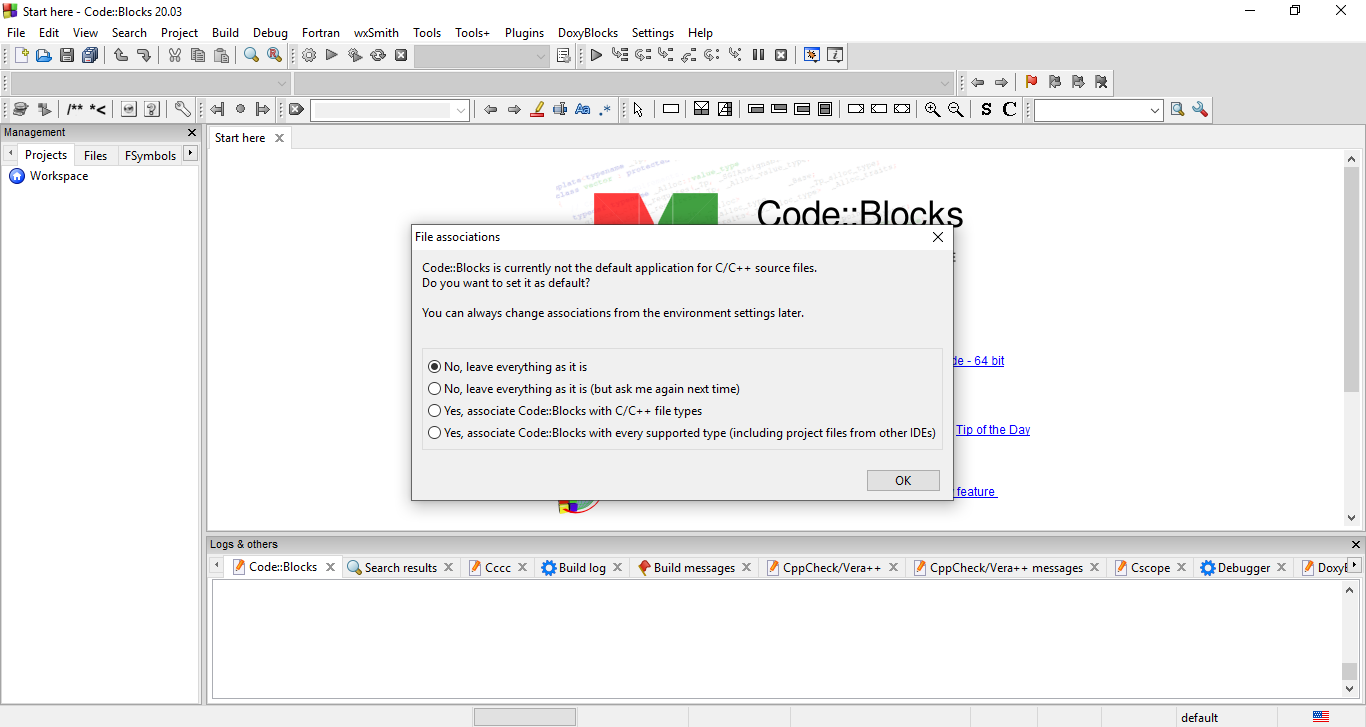 Start here - Code::Blocks 20.03
File Edit View Search Project Build Debug Fortran wxSmith Tools Tools+ Plugins DoxyBlocks Settings Help
/** *<
Aa .* S C
Management
Start here
Projects Files FSymbols
Workspace
Code::Blocks
File associations
Code::Blocks is currently not the default application for C/C++ source files.
Do you want to set it as default?
You can always change associations from the environment settings later.
de - 64 bit
No, leave everything as it is
No, leave everything as it is (but ask me again next time)
Yes, associate Code::Blocks with C/C++ file types
Tip of the Day
Yes, associate Code::Blocks with every supported type (including project files from other IDEs)
OK
feature
Logs & others
Code::Blocks Search results Cccc Build log Build messages CppCheck/Vera++ CppCheck/Vera++ messages Cscope Debugger
default